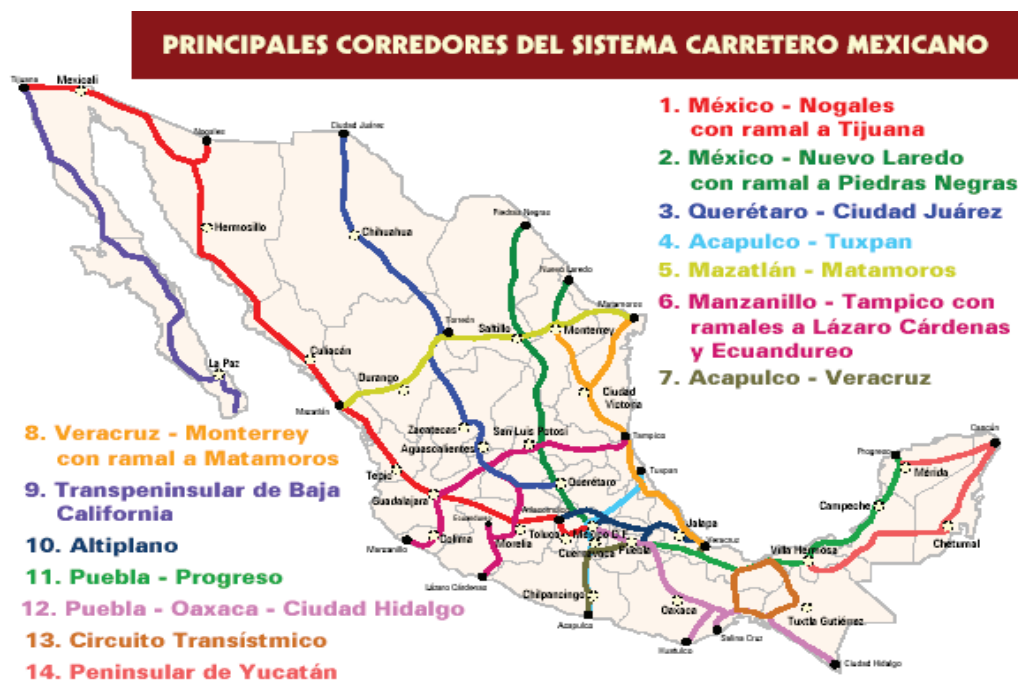 PRINCIPALES CORREDORES DEL SISTEMA CARRETERO MEXICANO
1. México - Nogales
con ramal a Tijuana
2. México - Nuevo Laredo
con ramal a Piedras Negras
3. Querétaro - Ciudad Juárez
4. Acapulco - Tuxpan
5. Mazatlán - Matamoros
6. Manzanillo - Tampico con
ramales a Lázaro Cárdenas
y Ecuandureo
7. Acapulco - Veracruz
8. Veracruz - Monterrey
con ramal a Matamoros
9. Transpeninsular de Baja
California
10. Altiplano
11. Puebla - Progreso
12. Puebla - Oaxaca - Ciudad Hidalgo
13. Circuito Transístmico
14. Peninsular de Yucatán
Tijuana
Mexicali
Nogales
Ciudad Juárez
Hermosillo
Chihuahua
Piedras Negras
Nuevo Laredo
Matamoros
Torreón
Saltillo
Monterrey
Culiacán
La Paz
Durango
Ciudad
Victoria
Mazatlán
Zacatecas
San Luis Potosí
Tampico
Aguascalientes
Tepic
Guadalajara
Querétaro
Tuxpan
Cancún
Progreso
Mérida
Campeche
Chetumal
Manzanillo
Colima
Morelia
Toluca
México D.F.
Jalapa
Veracruz
Cuernavaca
Puebla
Villa Hermosa
Lázaro Cárdenas
Chilpancingo
Acapulco
Oaxaca
Tuxtla Gutiérrez
Salina Cruz
Huatulco
Ciudad Hidalgo